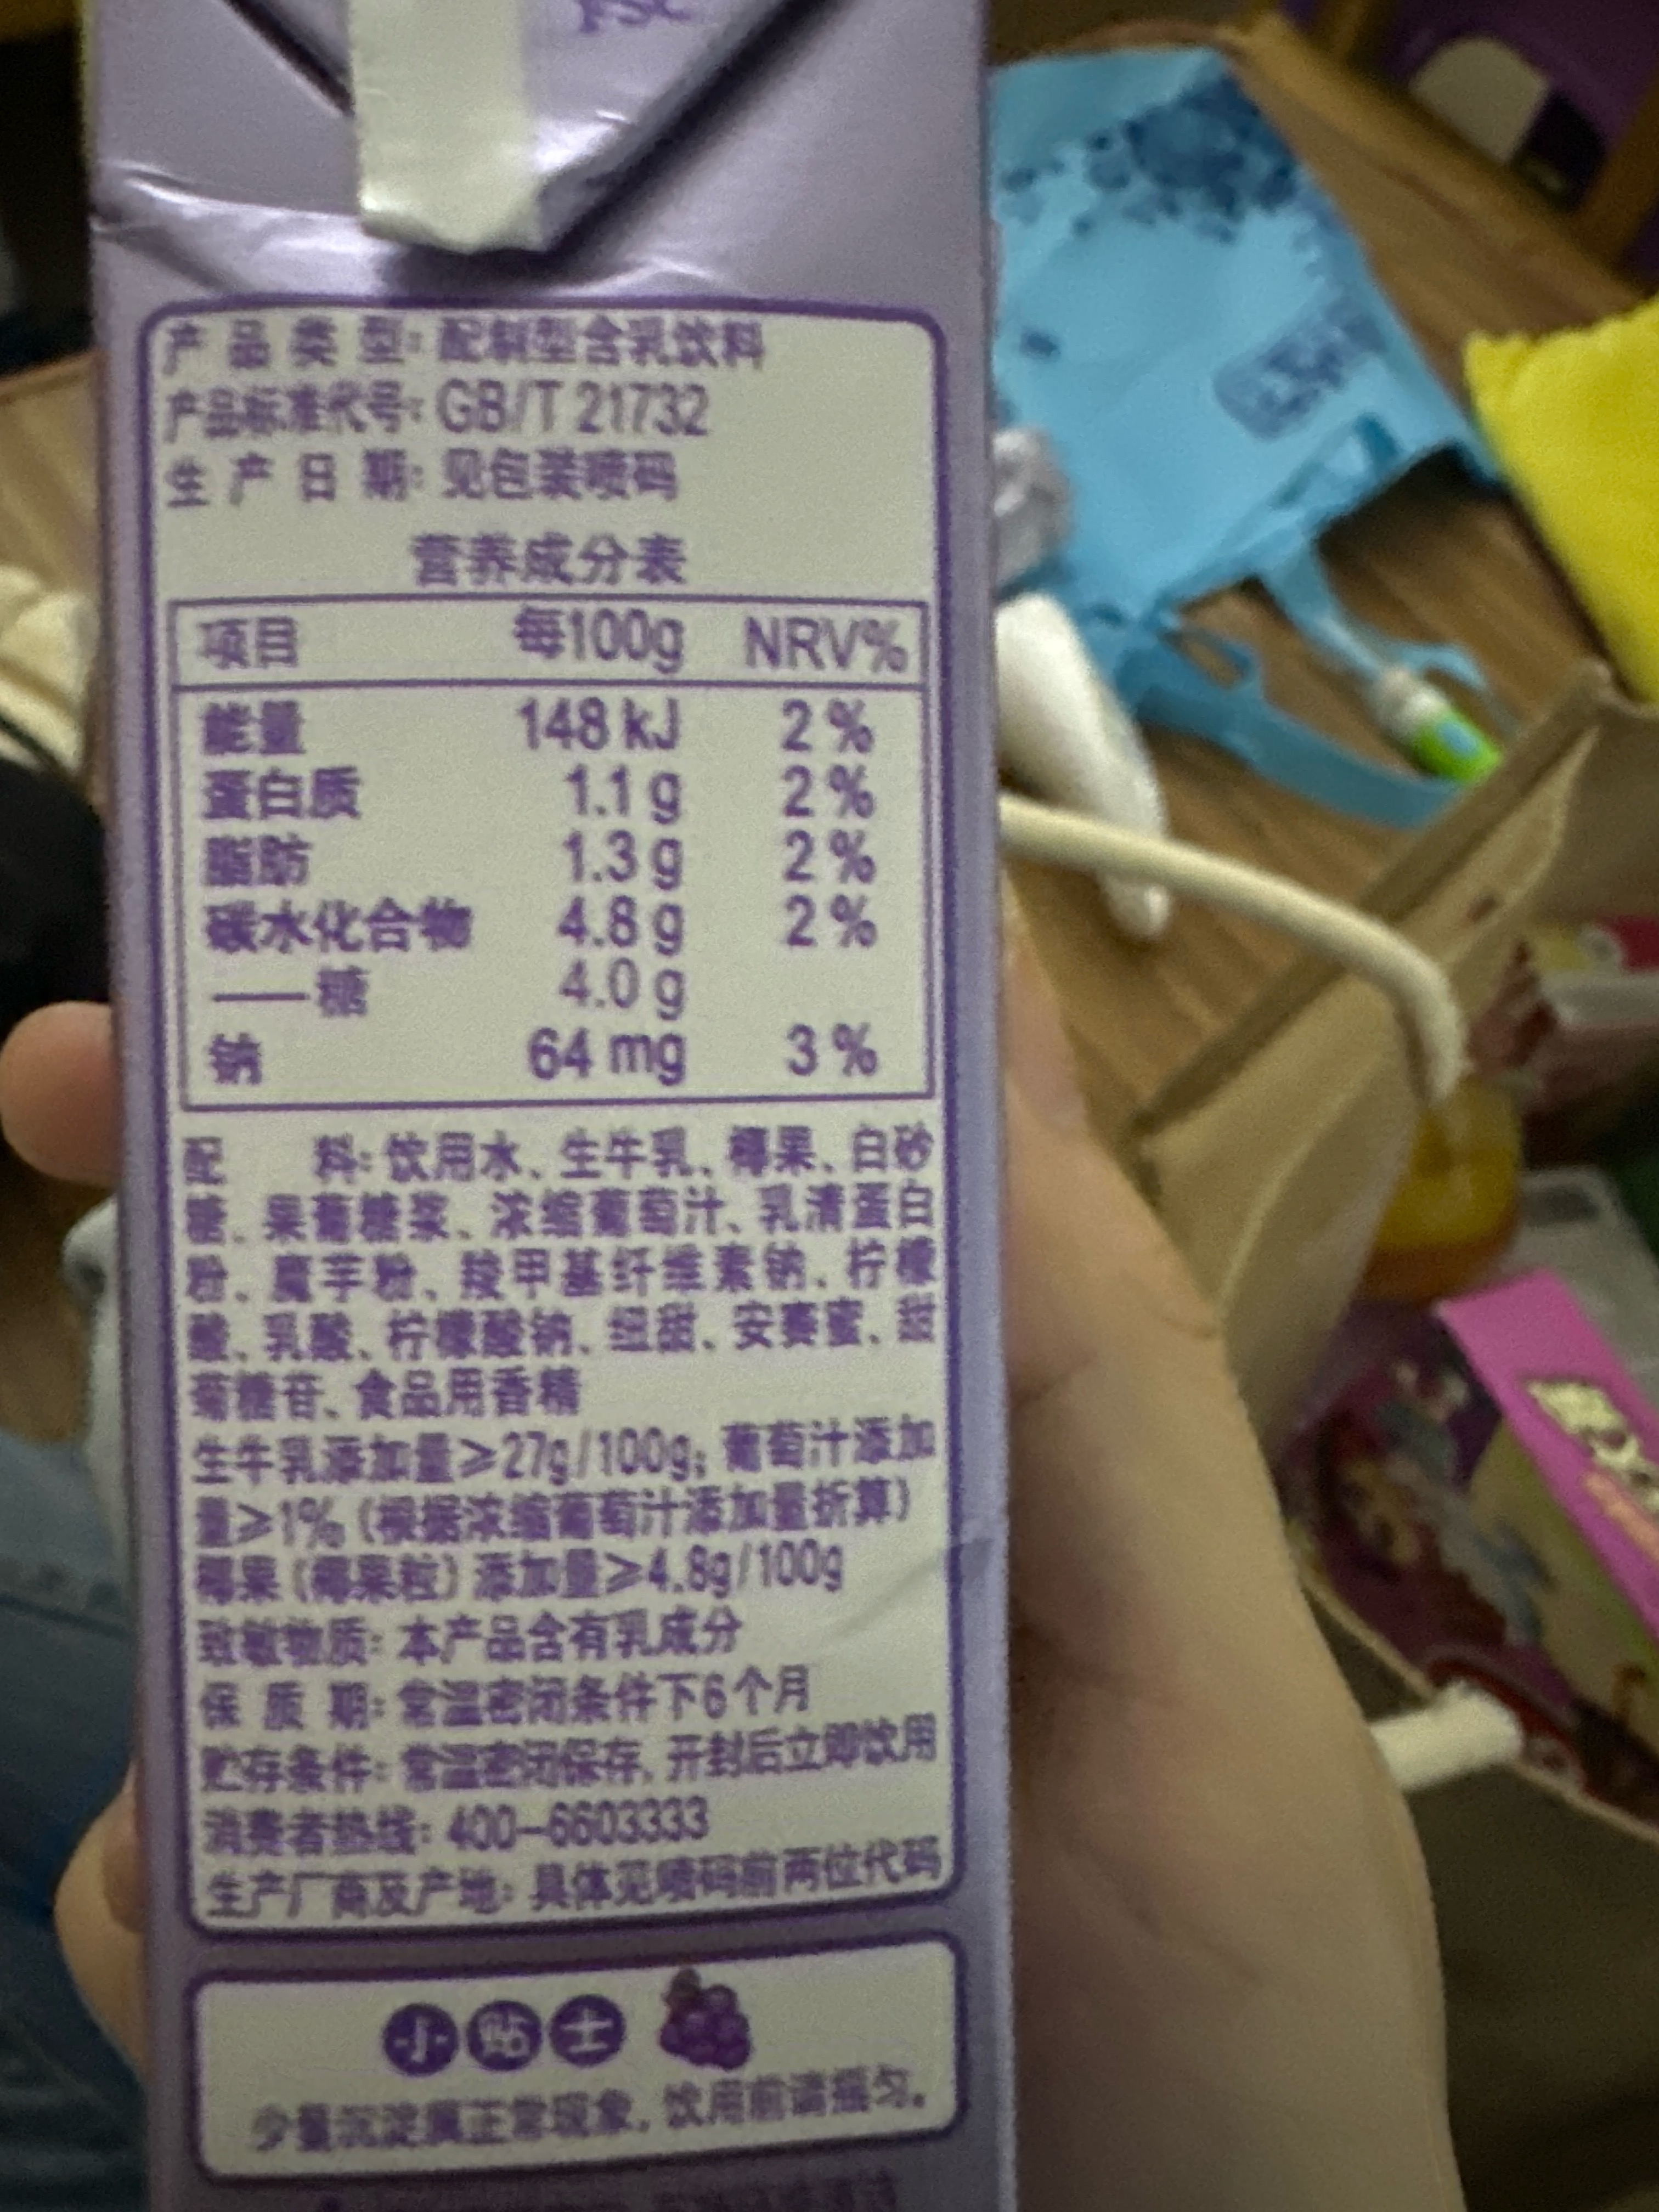 产品类型：配制型含乳饮料
产品标准代号：GB/T 21732
生产日期：见包装喷码
营养成分表
项目 每100g NRV%
能量 148 kJ 2%
蛋白质 1.1 g 2%
脂肪 1.3 g 2%
碳水化合物 4.8 g 2%
——糖 4.0 g
钠 64 mg 3%
配 料：饮用水、生牛乳、椰果、白砂
糖、果葡糖浆、浓缩葡萄汁、乳清蛋白
粉、魔芋粉、羧甲基纤维素钠、柠檬
酸、乳酸、柠檬酸钠、纽甜、安赛蜜、甜
菊糖苷、食品用香精
生牛乳添加量≥27g/100g；葡萄汁添加
量≥1%（根据浓缩葡萄汁添加量折算）
椰果（椰果粒）添加量≥4.8g/100g
致敏物质：本产品含有乳成分
保质期：常温密闭条件下6个月
贮存条件：常温密闭保存，开封后立即饮用
消费者热线：400-6603333
生产厂商及产地：具体见喷码前两位代码
小贴士
少量沉淀属正常现象，饮用前请摇匀。